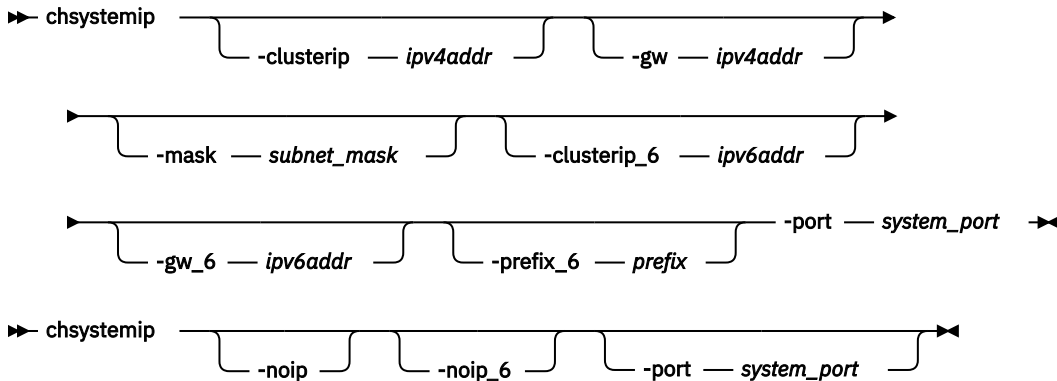 chsystemip
-clusterip ipv4addr -gw ipv4addr
-mask subnet_mask -clusterip_6 ipv6addr
-port system_port
-gw_6 ipv6addr -prefix_6 prefix
chsystemip
-noip -noip_6 -port system_port